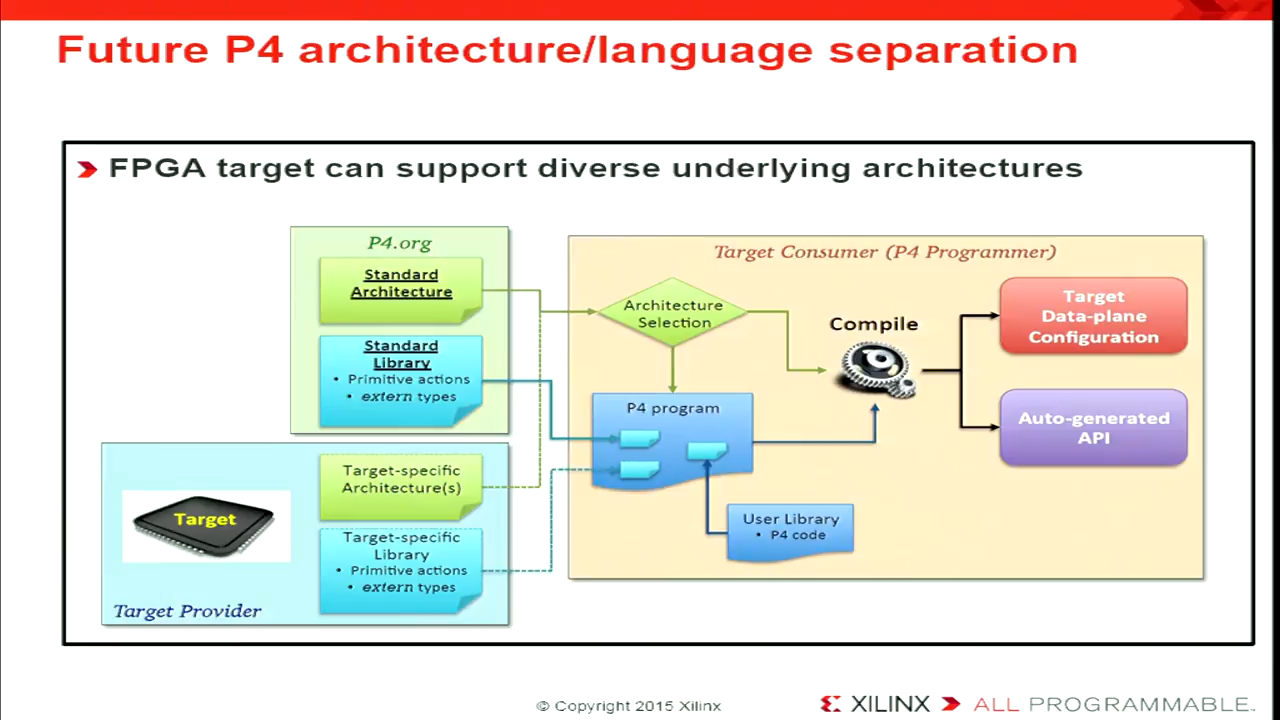 Future P4 architecture/language separation
FPGA target can support diverse underlying architectures
P4.org
Standard
Architecture
Standard
Library
• Primitive actions
• extern types
Target
Target Provider
Target-specific
Architecture(s)
Target-specific
Library
• Primitive actions
• extern types
Target Consumer (P4 Programmer)
Architecture
Selection
P4 program
User Library
• P4 code
Compile
Target
Data-plane
Configuration
Auto-generated
API
© Copyright 2015 Xilinx
XILINX ALL PROGRAMMABLE™